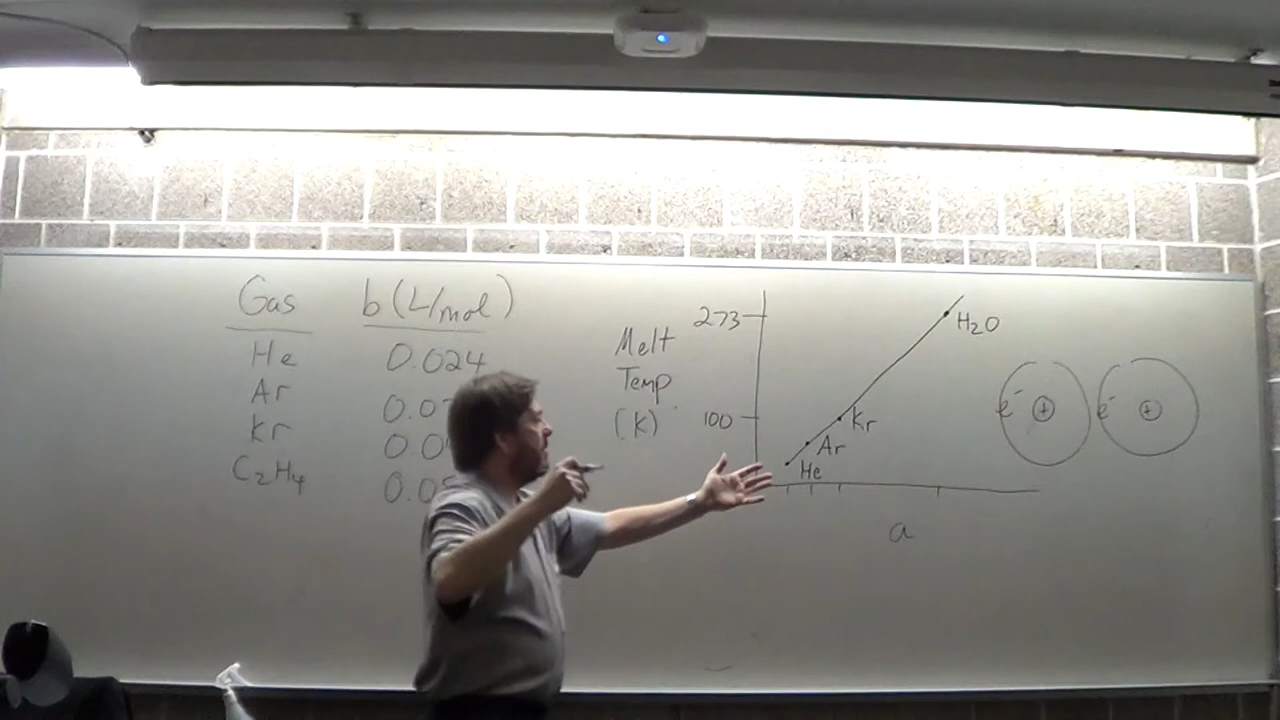 Gas b (L/mol)
He 0.024
Ar
Kr
C2H4
Melt
Temp
(K)
273
100
H2O
Kr
Ar
He
a
e- +
e- +